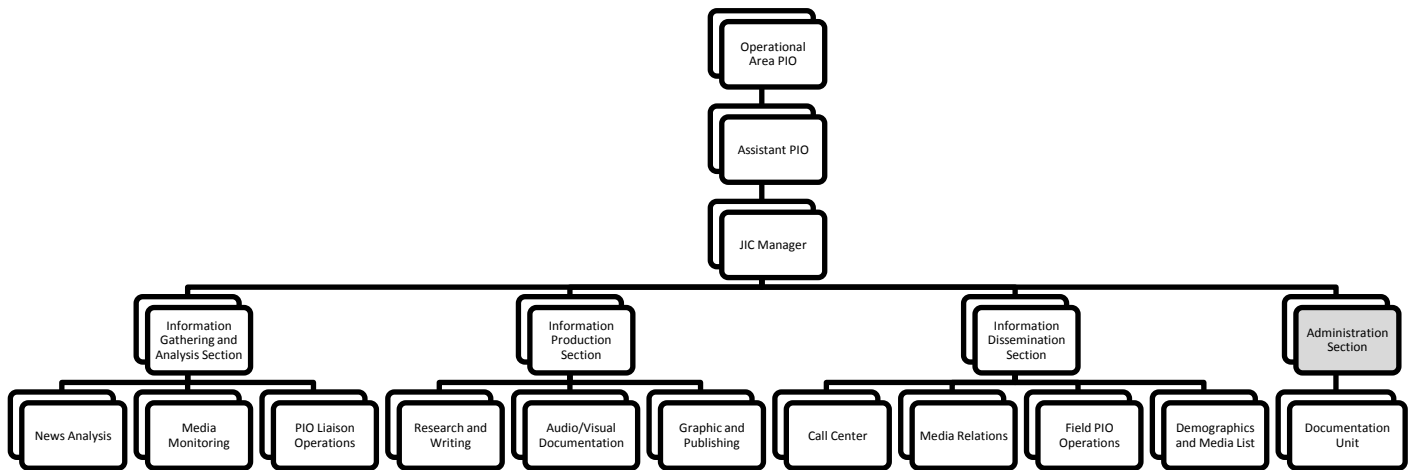 Operational
Area PIO
Assistant PIO
JIC Manager
Information
Gathering and
Analysis Section
Information
Production
Section
Information
Dissemination
Section
Administration
Section
News Analysis
Media
Monitoring
PIO Liaison
Operations
Research and
Writing
Audio/Visual
Documentation
Graphic and
Publishing
Call Center
Media Relations
Field PIO
Operations
Demographics
and Media List
Documentation
Unit